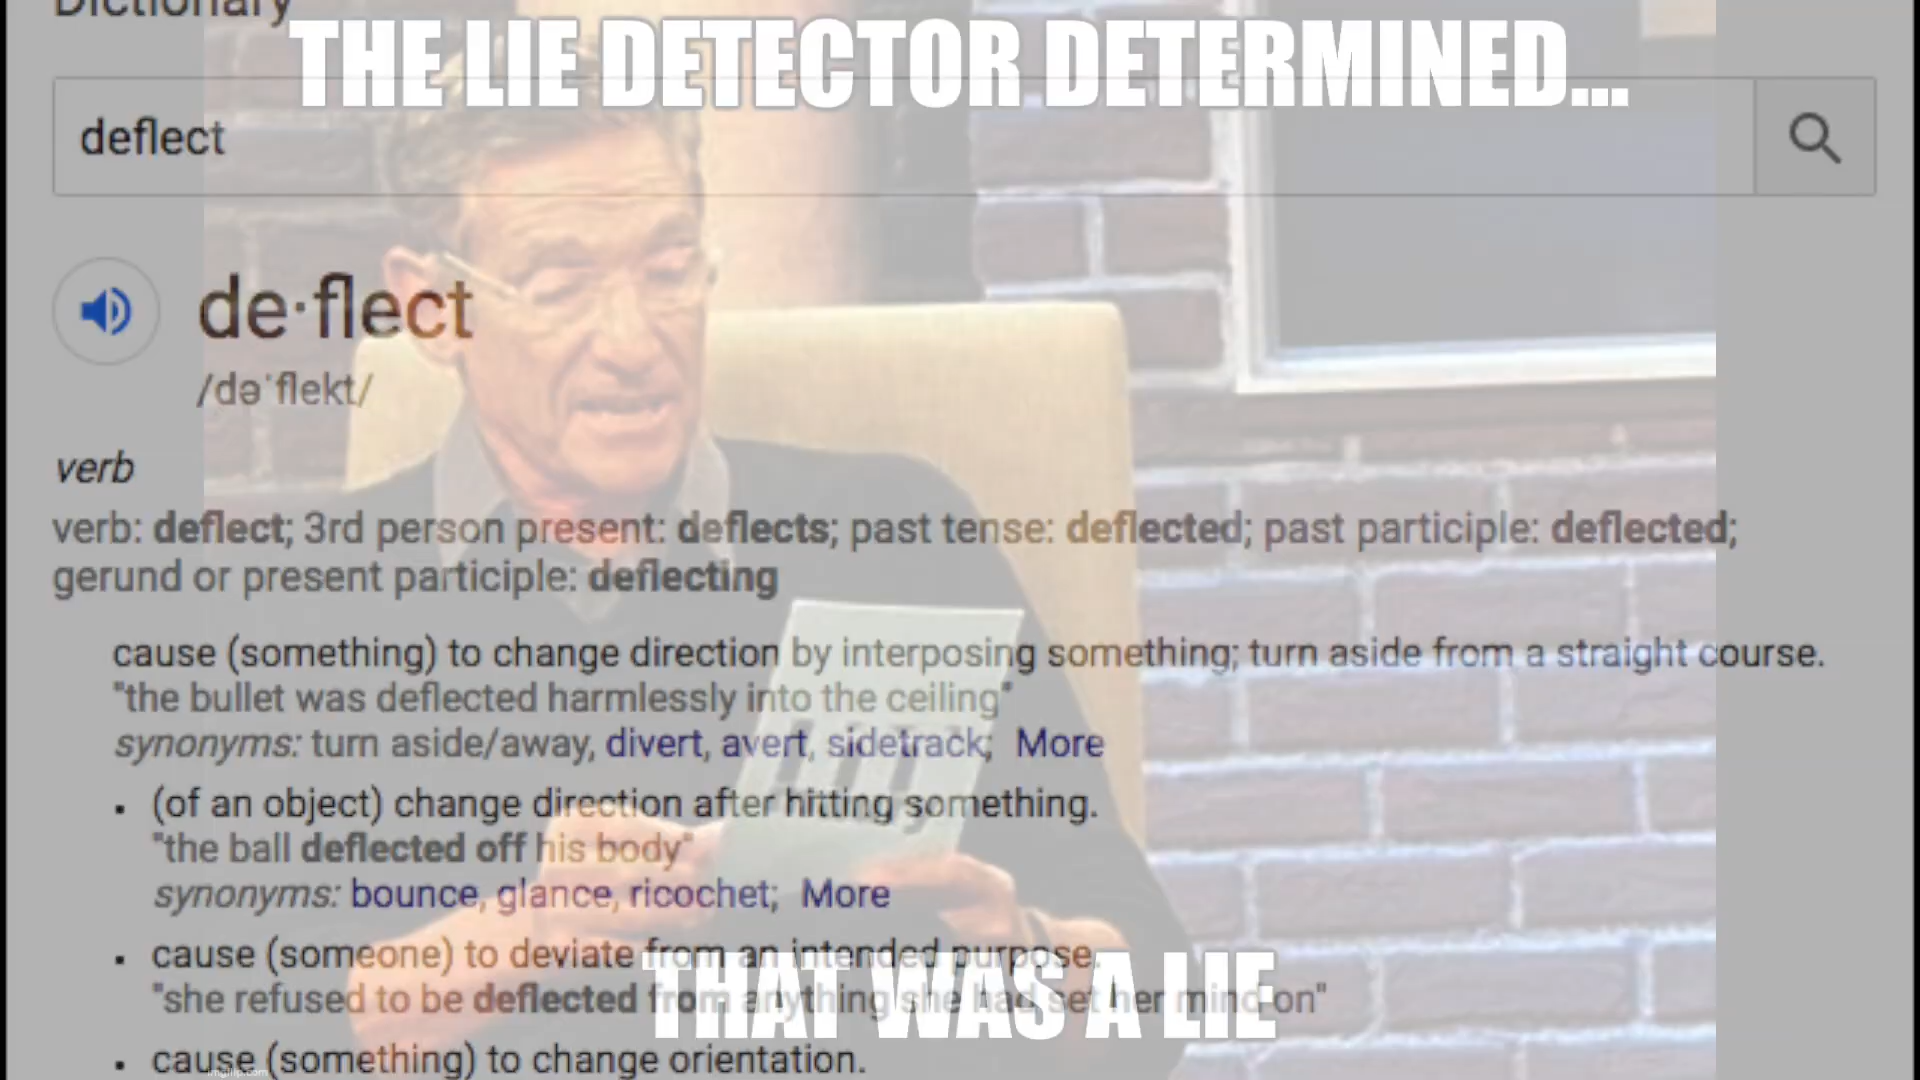 Dictionary
THE LIE DETECTOR DETERMINED...
deflect
de·flect
/dəˈflekt/
verb
verb: deflect; 3rd person present: deflects; past tense: deflected; past participle: deflected;
gerund or present participle: deflecting
cause (something) to change direction by interposing something; turn aside from a straight course.
"the bullet was deflected harmlessly into the ceiling"
synonyms: turn aside/away, divert, avert, sidetrack; More
• (of an object) change direction after hitting something.
"the ball deflected off his body"
synonyms: bounce, glance, ricochet; More
• cause (someone) to deviate from an intended purpose.
"she refused to be deflected from anything she had set her mind on"
THAT WAS A LIE
• cause (something) to change orientation.
imgflip.com